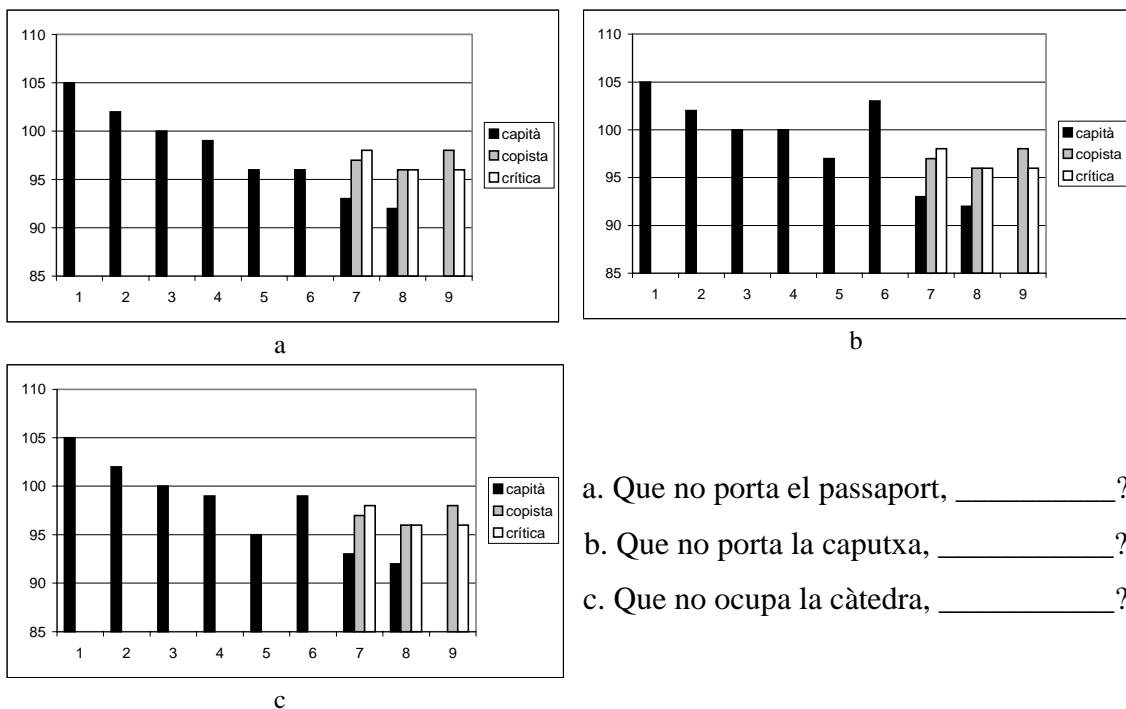 110
105
100
95
90
85
1 2 3 4 5 6 7 8 9
capità
copista
crítica
a
110
105
100
95
90
85
1 2 3 4 5 6 7 8 9
capità
copista
crítica
b
110
105
100
95
90
85
1 2 3 4 5 6 7 8 9
capità
copista
crítica
c
a. Que no porta el passaport, __________?
b. Que no porta la caputxa, ___________?
c. Que no ocupa la càtedra, ___________?